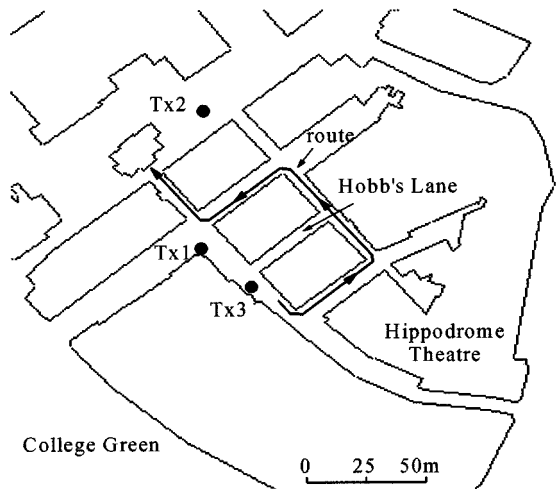 Tx2
route
Hobb's Lane
Tx1
Tx3
Hippodrome
Theatre
College Green
0 25 50m